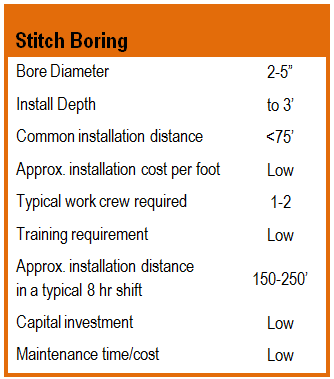 Stitch Boring
Bore Diameter 2-5”
Install Depth to 3’
Common installation distance <75’
Approx. installation cost per foot Low
Typical work crew required 1-2
Training requirement Low
Approx. installation distance
in a typical 8 hr shift 150-250’
Capital investment Low
Maintenance time/cost Low